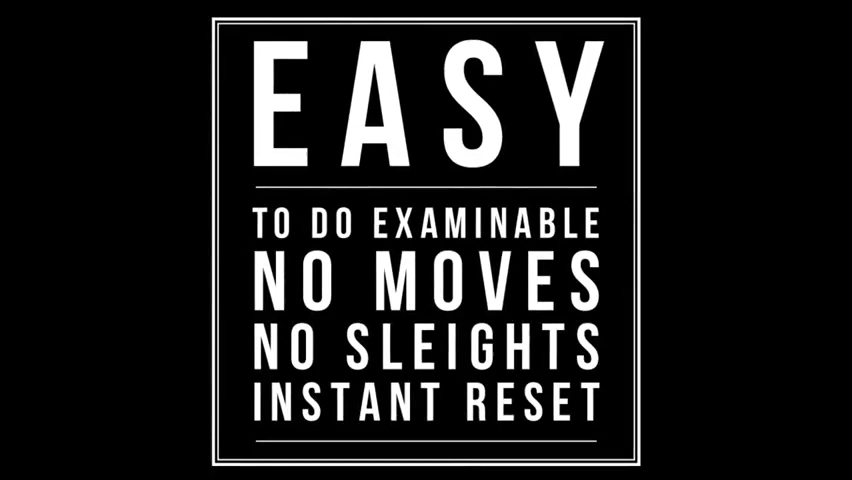 EASY
TO DO EXAMINABLE
NO MOVES
NO SLEIGHTS
INSTANT RESET